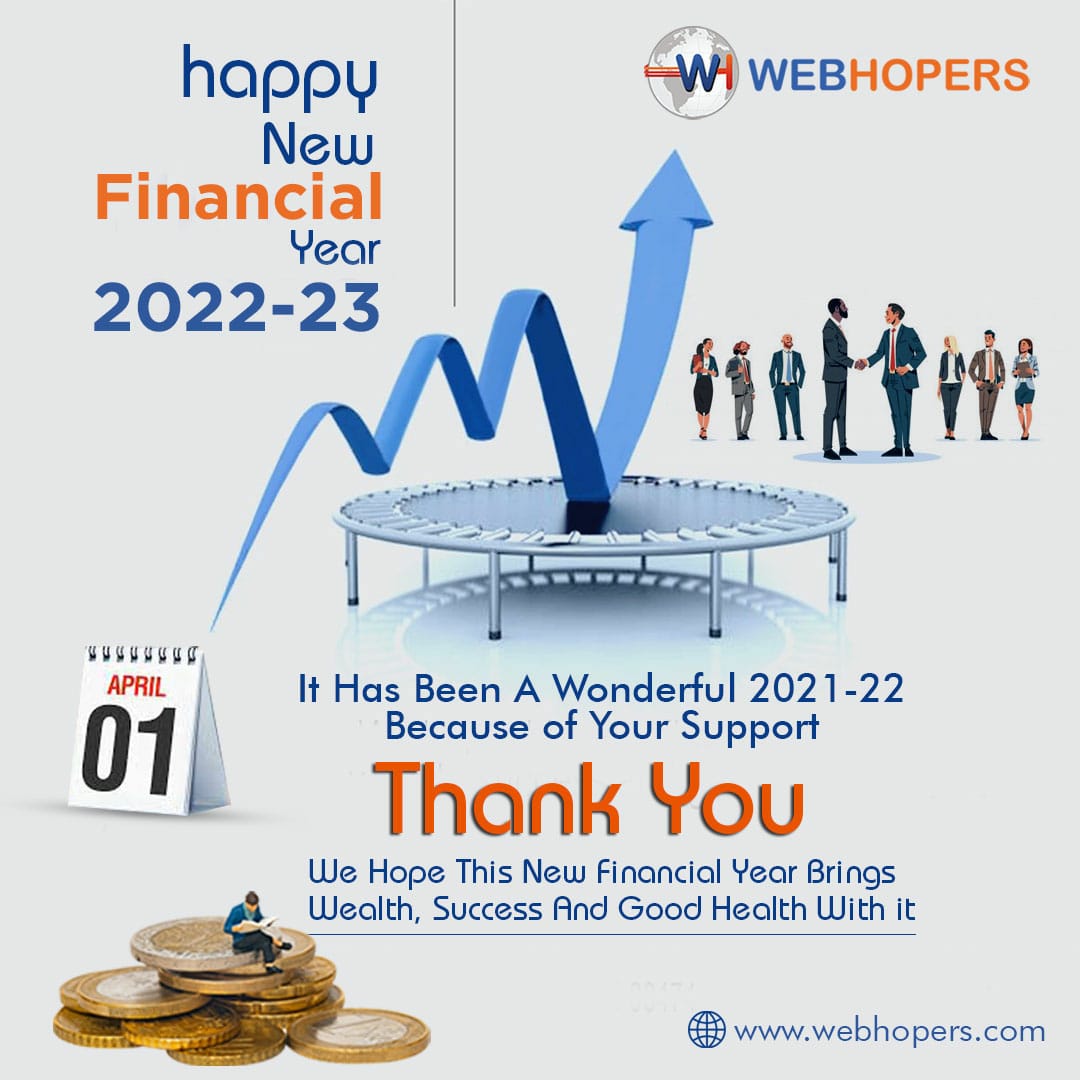 happy
New
Financial
Year
2022-23
WH WEBHOPERS
APRIL
01
It Has Been A Wonderful 2021-22
Because of Your Support
Thank You
We Hope This New Financial Year Brings
Wealth, Success And Good Health With it
www.webhopers.com